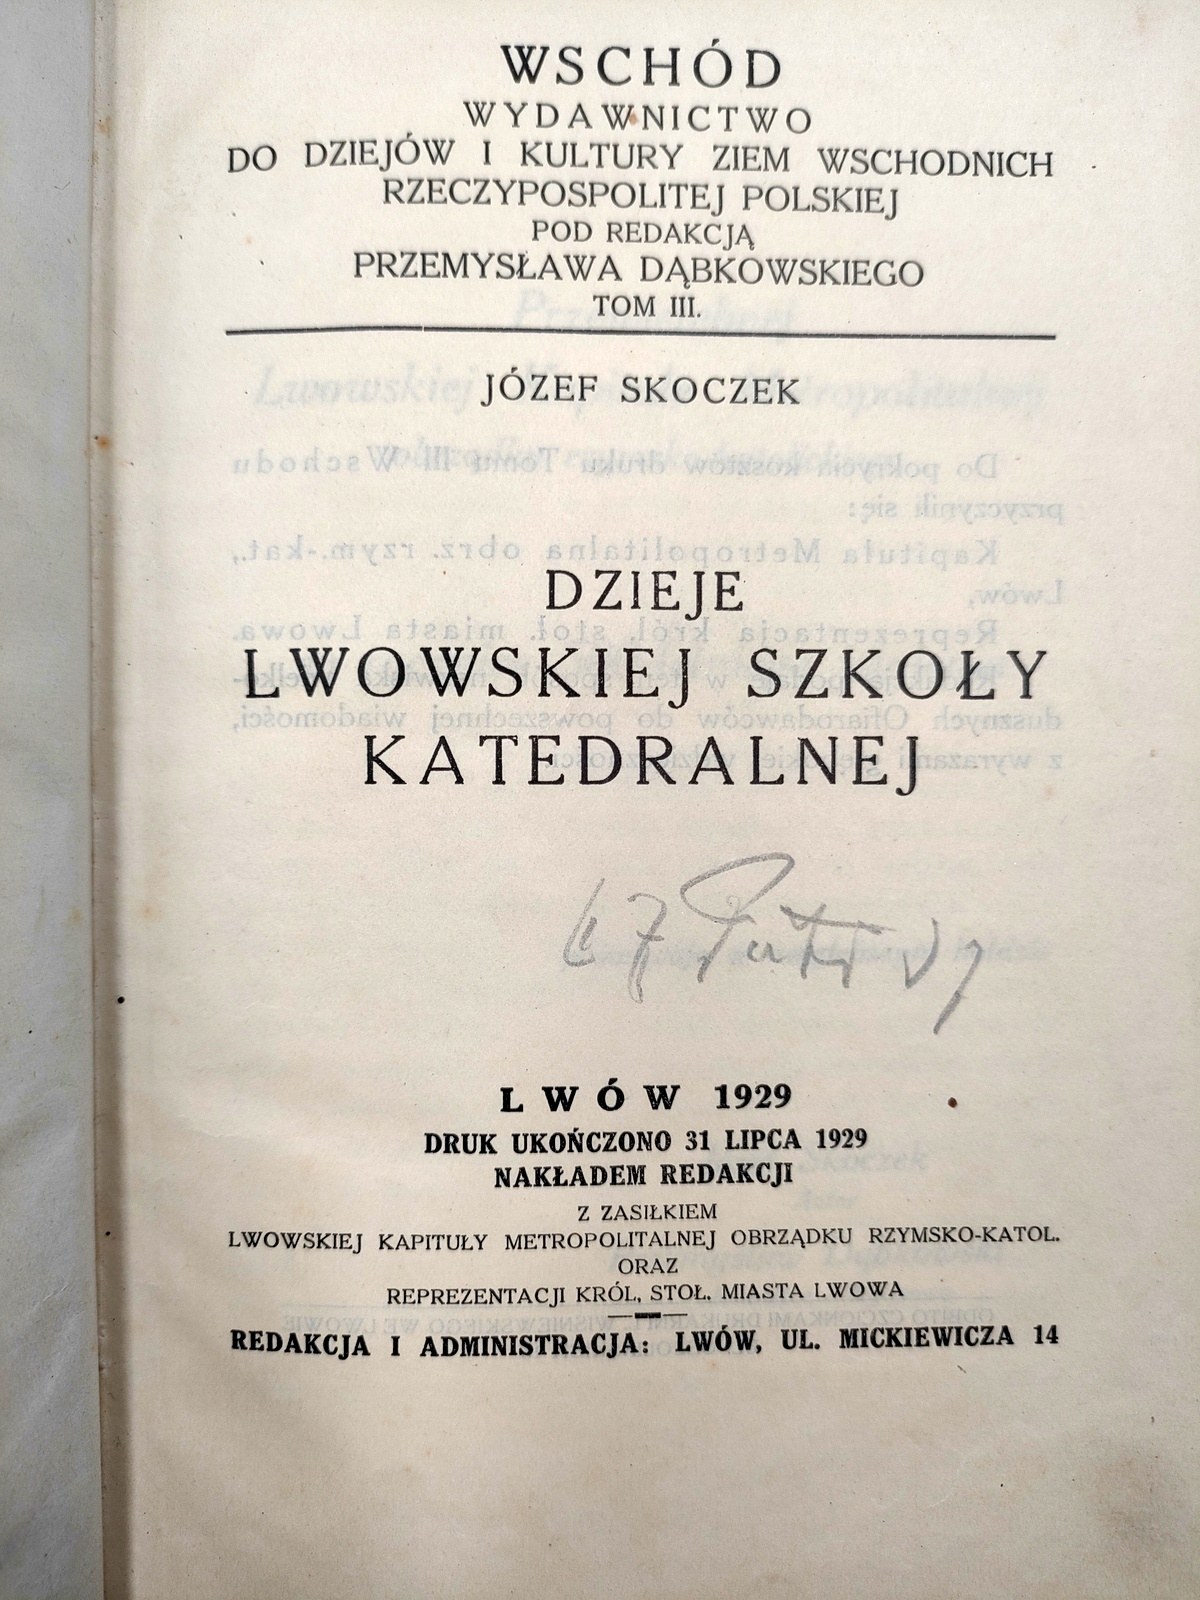 WSCHÓD
WYDAWNICTWO
DO DZIEJÓW I KULTURY ZIEM WSCHODNICH
RZECZYPOSPOLITEJ POLSKIEJ
POD REDAKCJĄ
PRZEMYSŁAWA DĄBKOWSKIEGO
TOM III.
JÓZEF SKOCZEK
DZIEJE
LWOWSKIEJ SZKOŁY
KATEDRALNEJ
LWÓW 1929
DRUK UKOŃCZONO 31 LIPCA 1929
NAKŁADEM REDAKCJI
Z ZASIŁKIEM
LWOWSKIEJ KAPITUŁY METROPOLITALNEJ OBRZĄDKU RZYMSKO-KATOL.
ORAZ
REPREZENTACJI KRÓL. STOŁ. MIASTA LWOWA
REDAKCJA I ADMINISTRACJA: LWÓW, UL. MICKIEWICZA 14